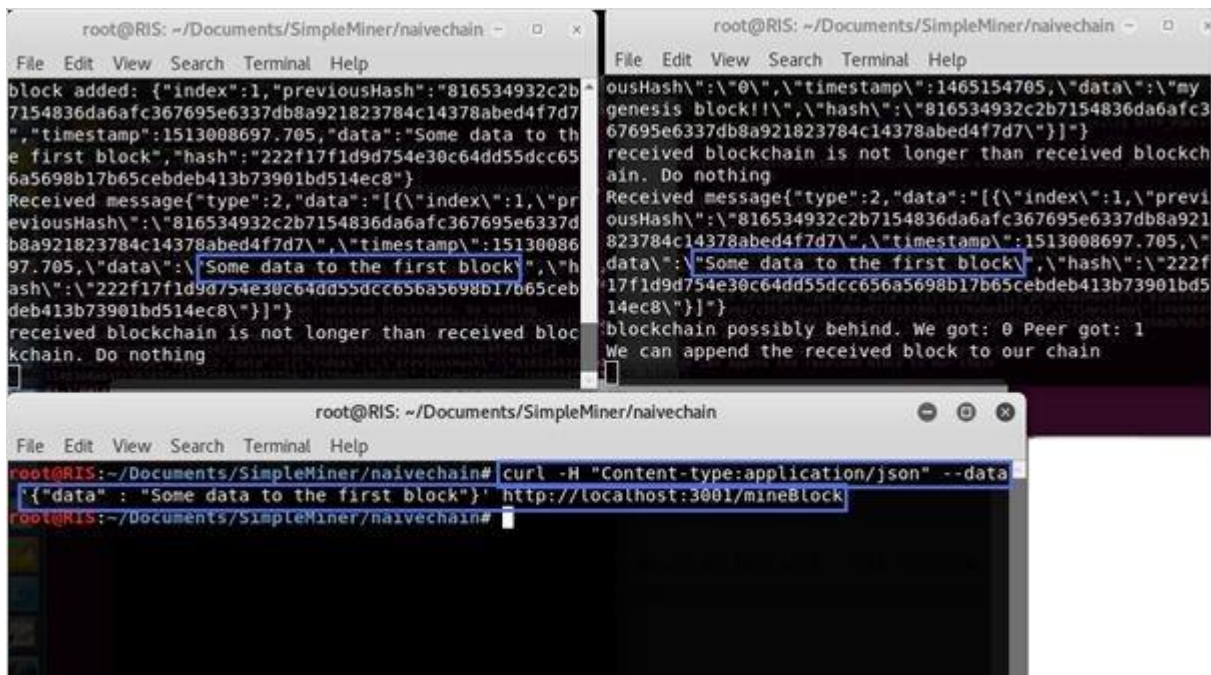 root@RIS: ~/Documents/SimpleMiner/naivechain
File Edit View Search Terminal Help
block added: {"index":1,"previousHash":"816534932c2b
7154836da6afc367695e6337db8a921823784c14378abed4f7d7
","timestamp":1513008697.705,"data":"Some data to th
e first block","hash":"222f17f1d9d754e30c64dd55dcc65
6a5698b17b65cebdeb413b73901bd514ec8"}
Received message{"type":2,"data":"[{\"index\":1,\"pr
eviousHash\":\"816534932c2b7154836da6afc367695e6337d
b8a921823784c14378abed4f7d7\",\"timestamp\":15130086
97.705,\"data\":\"Some data to the first block\",\"h
ash\":\"222f17f1d9d754e30c64dd55dcc656a5698b17b65ceb
deb413b73901bd514ec8\"}]"}
received blockchain is not longer than received bloc
kchain. Do nothing
root@RIS: ~/Documents/SimpleMiner/naivechain
File Edit View Search Terminal Help
ousHash\":\"0\",\"timestamp\":1465154705,\"data\":\"my
genesis block!!\",\"hash\":\"816534932c2b7154836da6afc3
67695e6337db8a921823784c14378abed4f7d7\"}]"}
received blockchain is not longer than received blockch
ain. Do nothing
Received message{"type":2,"data":"[{\"index\":1,\"previ
ousHash\":\"816534932c2b7154836da6afc367695e6337db8a921
823784c14378abed4f7d7\",\"timestamp\":1513008697.705,\"
data\":\"Some data to the first block\",\"hash\":\"222f
17f1d9d754e30c64dd55dcc656a5698b17b65cebdeb413b73901bd5
14ec8\"}]"}
blockchain possibly behind. We got: 0 Peer got: 1
We can append the received block to our chain
root@RIS: ~/Documents/SimpleMiner/naivechain
File Edit View Search Terminal Help
root@RIS:~/Documents/SimpleMiner/naivechain# curl -H "Content-type:application/json" --data
'{"data" : "Some data to the first block"}' http://localhost:3001/mineBlock
root@RIS:~/Documents/SimpleMiner/naivechain#